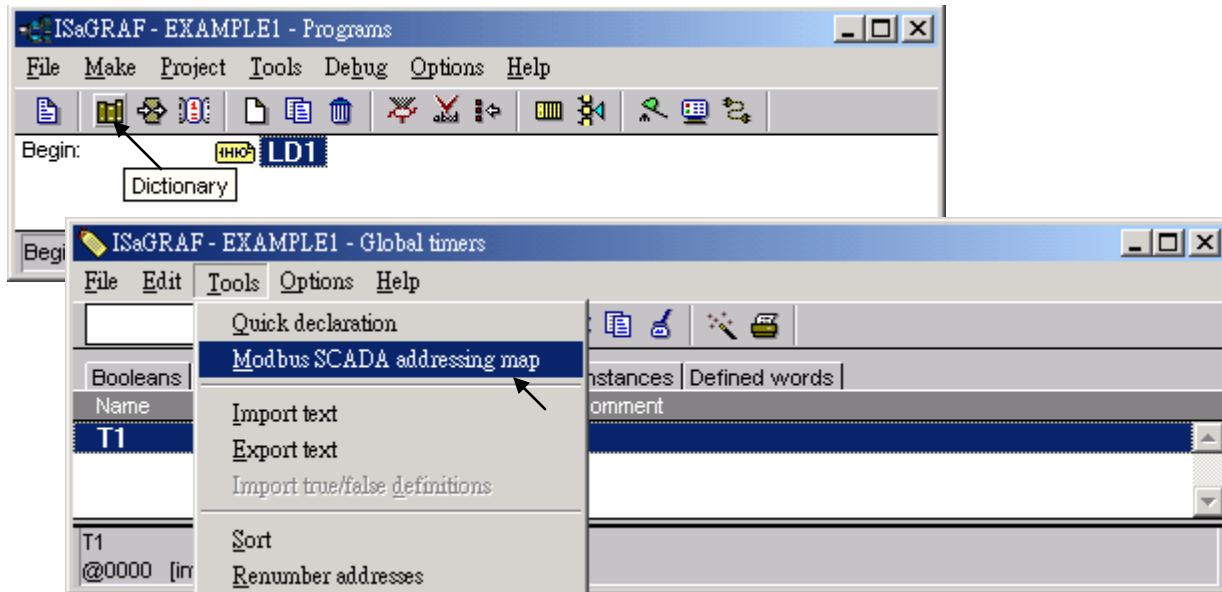 ISaGRAF - EXAMPLE1 - Programs
File Make Project Tools Debug Options Help
Begin: LD1
Dictionary
Begi
ISaGRAF - EXAMPLE1 - Global timers
File Edit Tools Options Help
Quick declaration
Modbus SCADA addressing map
Booleans nstances Defined words
Name omment
Import text
T1
Export text
Import true/false definitions
T1
Sort
@0000 [in
Renumber addresses